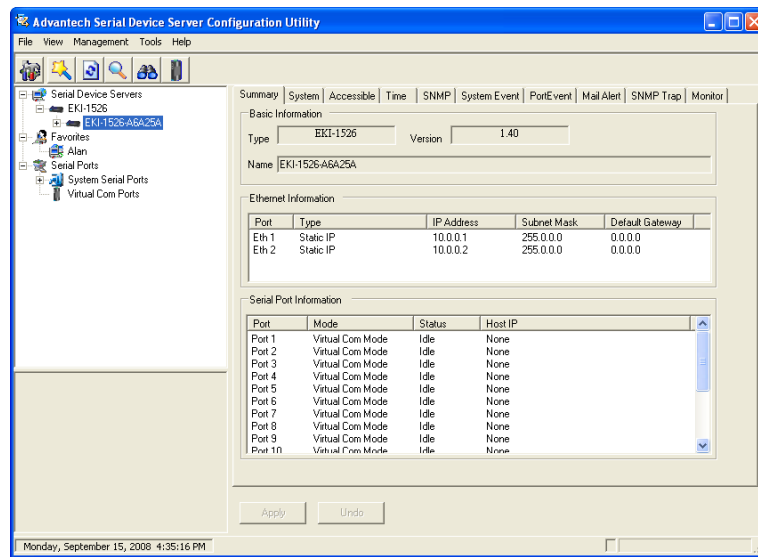 Advantech Serial Device Server Configuration Utility
File View Management Tools Help
Serial Device Servers
EKI-1526
EKI-1526-A6A25A
Favorites
Alan
Serial Ports
System Serial Ports
Virtual Com Ports
Summary System Accessible Time SNMP System Event PortEvent Mail Alert SNMP Trap Monitor
Basic Information
Type EKI-1526 Version 1.40
Name EKI-1526-A6A25A
Ethernet Information
Port Type IP Address Subnet Mask Default Gateway
Eth 1 Static IP 10.0.0.1 255.0.0.0 0.0.0.0
Eth 2 Static IP 10.0.0.2 255.0.0.0 0.0.0.0
Serial Port Information
Port Mode Status Host IP
Port 1 Virtual Com Mode Idle None
Port 2 Virtual Com Mode Idle None
Port 3 Virtual Com Mode Idle None
Port 4 Virtual Com Mode Idle None
Port 5 Virtual Com Mode Idle None
Port 6 Virtual Com Mode Idle None
Port 7 Virtual Com Mode Idle None
Port 8 Virtual Com Mode Idle None
Port 9 Virtual Com Mode Idle None
Port 10 Virtual Com Mode Idle None
Apply Undo
Monday, September 15, 2008 4:35:16 PM